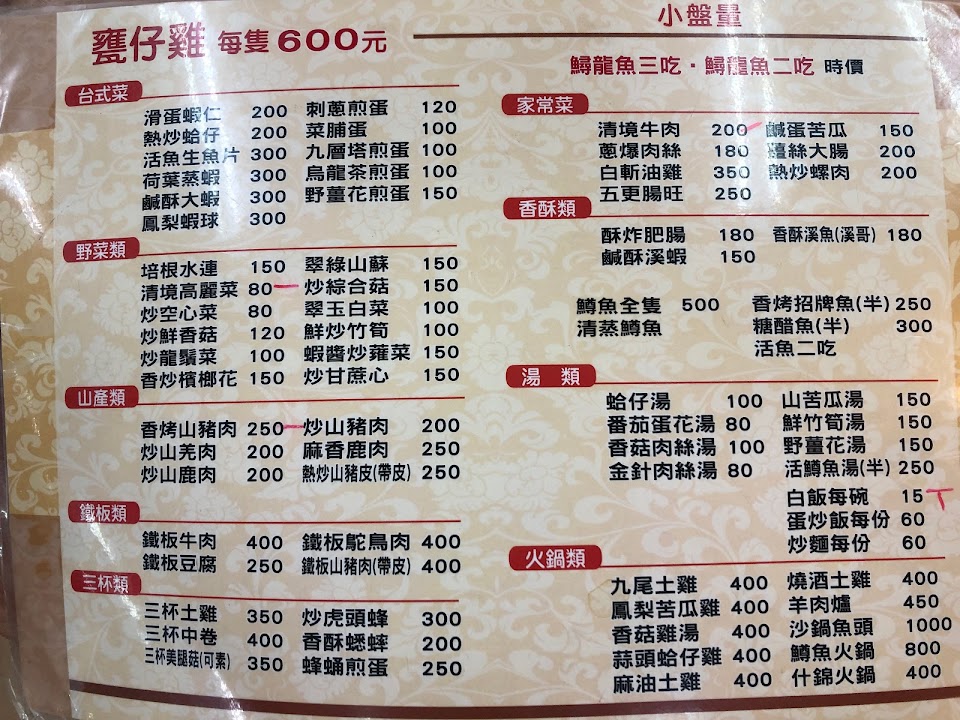 甕仔雞 每隻600元
小盤量
鱘龍魚三吃．鱘龍魚二吃 時價
台式菜
滑蛋蝦仁 200 刺蔥煎蛋 120
熱炒蛤仔 200 菜脯蛋 100
活魚生魚片 300 九層塔煎蛋 100
荷葉蒸蝦 300 烏龍茶煎蛋 100
鹹酥大蝦 300 野薑花煎蛋 150
鳳梨蝦球 300
野菜類
培根水連 150 翠綠山蘇 150
清境高麗菜 80 炒綜合菇 150
炒空心菜 80 翠玉白菜 100
炒鮮香菇 120 鮮炒竹筍 100
炒龍鬚菜 100 蝦醬炒蕹菜 150
香炒檳榔花 150 炒甘蔗心 150
山產類
香烤山豬肉 250 炒山豬肉 200
炒山羌肉 200 麻香鹿肉 250
炒山鹿肉 200 熱炒山豬皮(帶皮) 250
鐵板類
鐵板牛肉 400 鐵板鴕鳥肉 400
鐵板豆腐 250 鐵板山豬肉(帶皮) 400
三杯類
三杯土雞 350 炒虎頭蜂 300
三杯中卷 400 香酥蟋蟀 200
三杯美腿菇(可素) 350 蜂蛹煎蛋 250
家常菜
清境牛肉 200 鹹蛋苦瓜 150
蔥爆肉絲 180 薑絲大腸 200
白斬油雞 350 熱炒螺肉 200
五更腸旺 250
香酥類
酥炸肥腸 180 香酥溪魚(溪哥) 180
鹹酥溪蝦 150
鱒魚全隻 500 香烤招牌魚(半) 250
清蒸鱒魚 糖醋魚(半) 300
活魚二吃
湯 類
蛤仔湯 100 山苦瓜湯 150
番茄蛋花湯 80 鮮竹筍湯 150
香菇肉絲湯 100 野薑花湯 150
金針肉絲湯 80 活鱒魚湯(半) 250
白飯每碗 15
蛋炒飯每份 60
炒麵每份 60
火鍋類
九尾土雞 400 燒酒土雞 400
鳳梨苦瓜雞 400 羊肉爐 450
香菇雞湯 400 沙鍋魚頭 1000
蒜頭蛤仔雞 400 鱒魚火鍋 800
麻油土雞 400 什錦火鍋 400